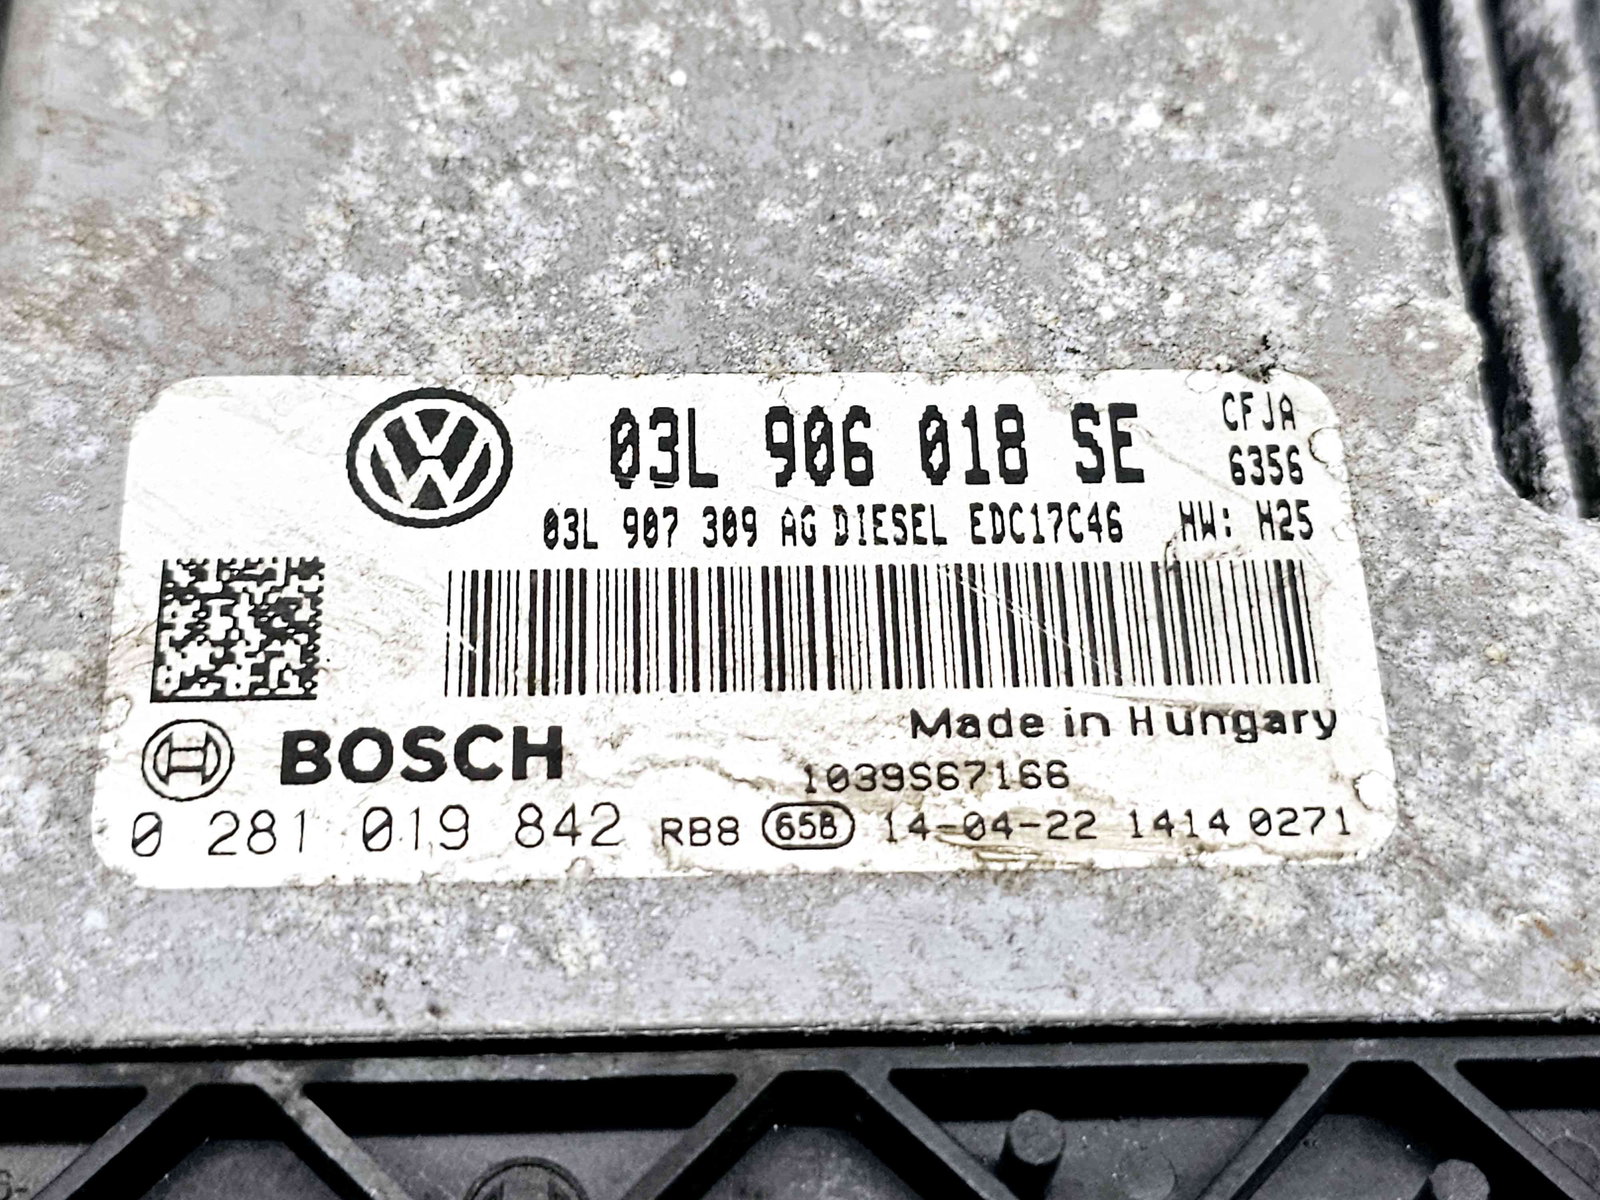 03L 906 018 SE
CFJA
6356
03L 907 309 AG DIESEL EDC17C46 HW: H25
Made in Hungary
BOSCH
1039S67166
0 281 019 842 RB8 65B 14-04-22 1414 0271